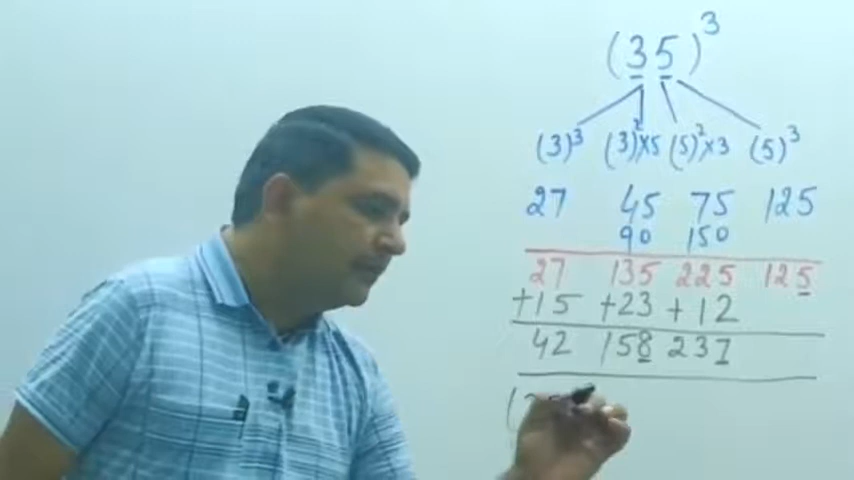 (35)³
(3)³ (3)²×5 (5)²×3 (5)³
27 45 75 125
90 150
27 135 225 125
+15 +23 +12
42 158 237
(